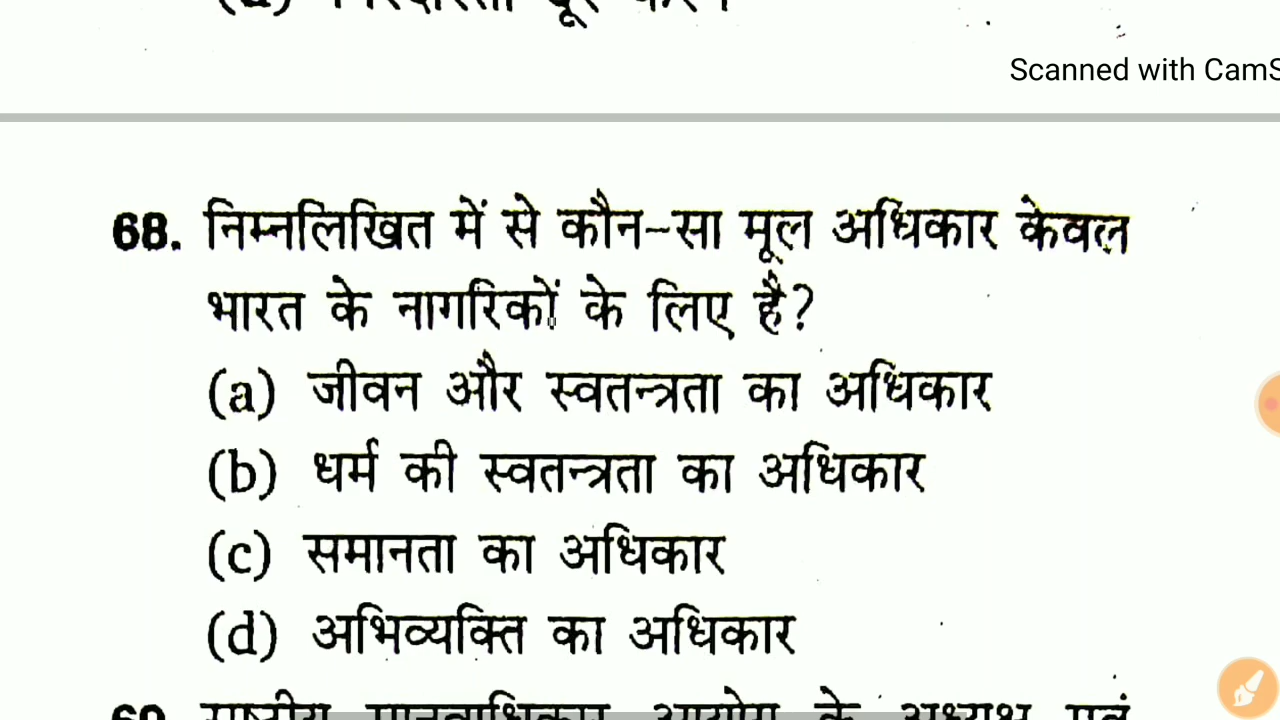 Scanned with CamS
68. निम्नलिखित में से कौन-सा मूल अधिकार केवल
भारत के नागरिकों के लिए है?
(a) जीवन और स्वतन्त्रता का अधिकार
(b) धर्म की स्वतन्त्रता का अधिकार
(c) समानता का अधिकार
(d) अभिव्यक्ति का अधिकार